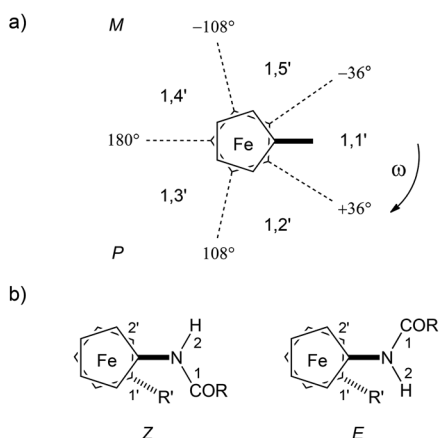 a)
M
−108°
1,5'
−36°
1,4'
180°
Fe
1,1'
ω
1,3'
1,2'
+36°
P
108°
b)
H
2
2'
N
Fe
1
1'
R'
COR
Z
COR
1
2'
N
Fe
2
1'
R'
H
E